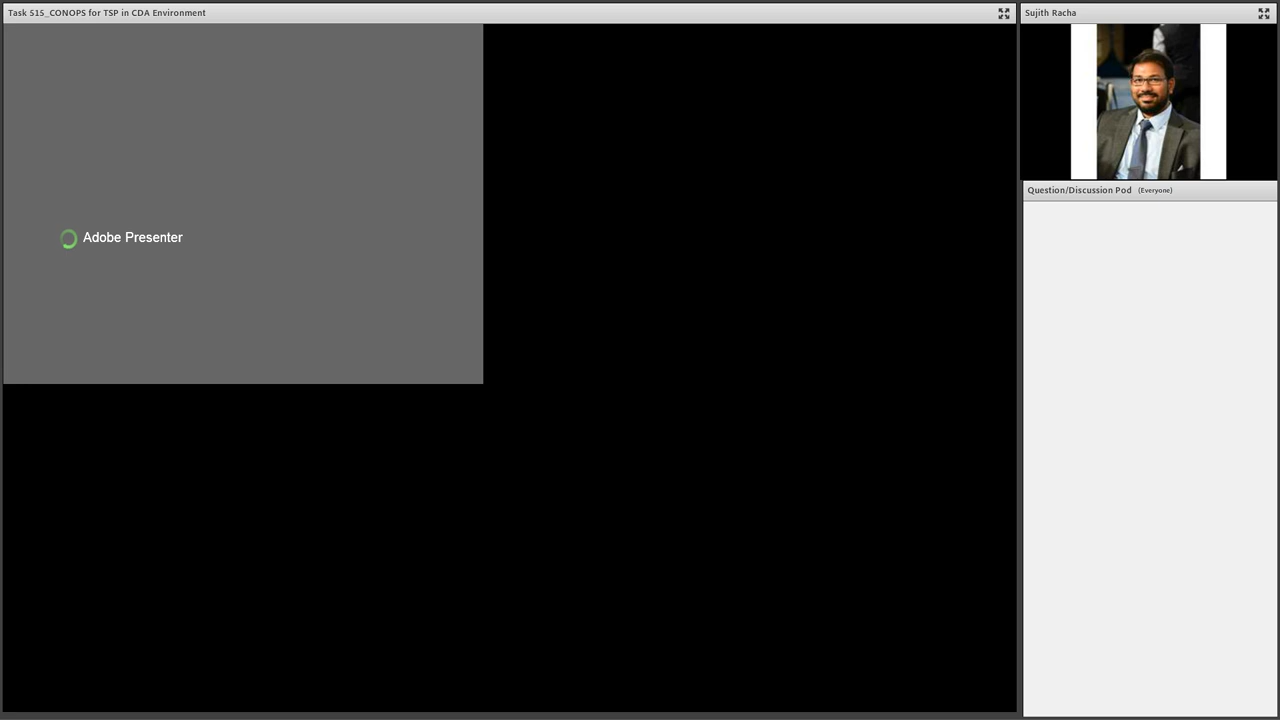 Task 515_CONOPS for TSP in CDA Environment
Sujith Racha
Adobe Presenter
Question/Discussion Pod (Everyone)